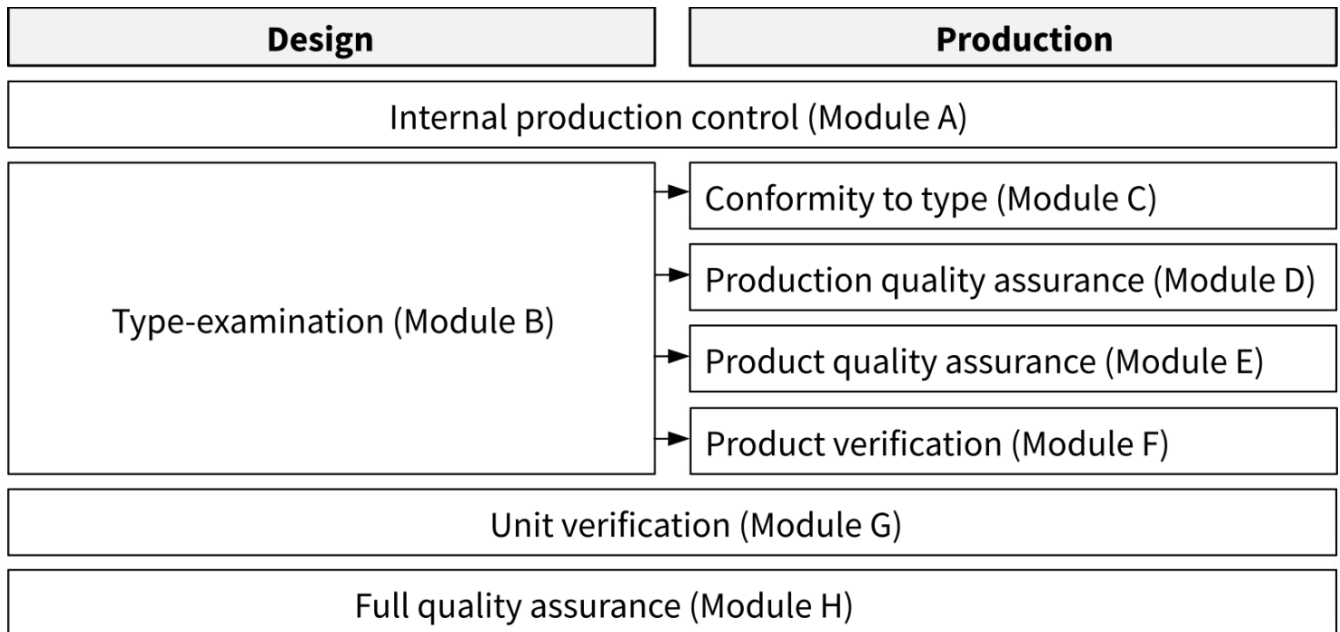 Design
Production
Internal production control (Module A)
Type-examination (Module B)
Conformity to type (Module C)
Production quality assurance (Module D)
Product quality assurance (Module E)
Product verification (Module F)
Unit verification (Module G)
Full quality assurance (Module H)